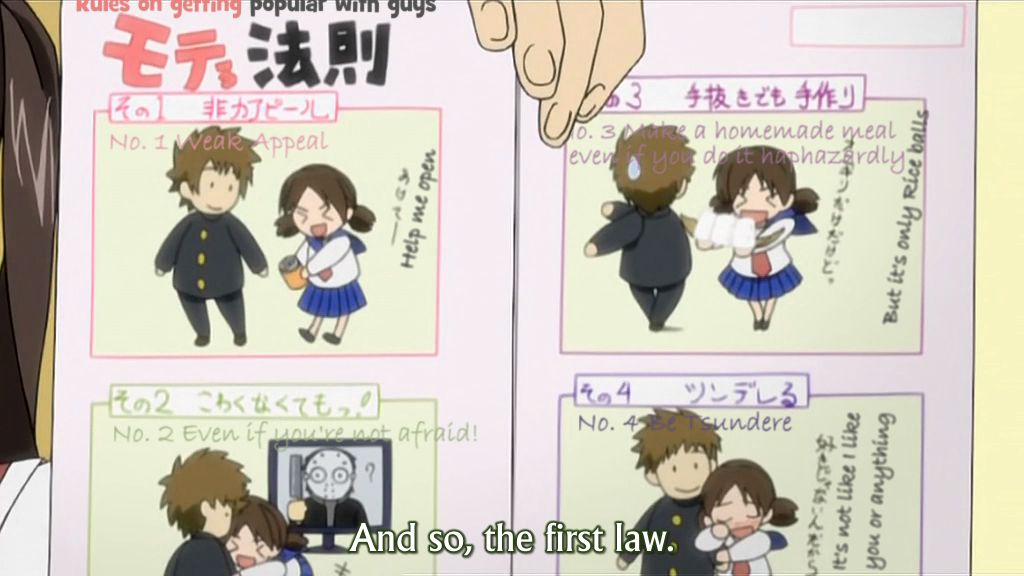 Rules on getting popular with guys
モテる法則
その1 非力アピール
No. 1 Weak Appeal
あけてー
Help me open
その2 こわくなくてもっ!
No. 2 Even if you're not afraid!
?
3 手抜きでも手作り
o. 3 Make a homemade meal
even if you do it haphazardly
But it's only Rice balls
その4 ツンデレる
No. 4 Be Tsundere
It's not like I like
you or anything
And so, the first law.